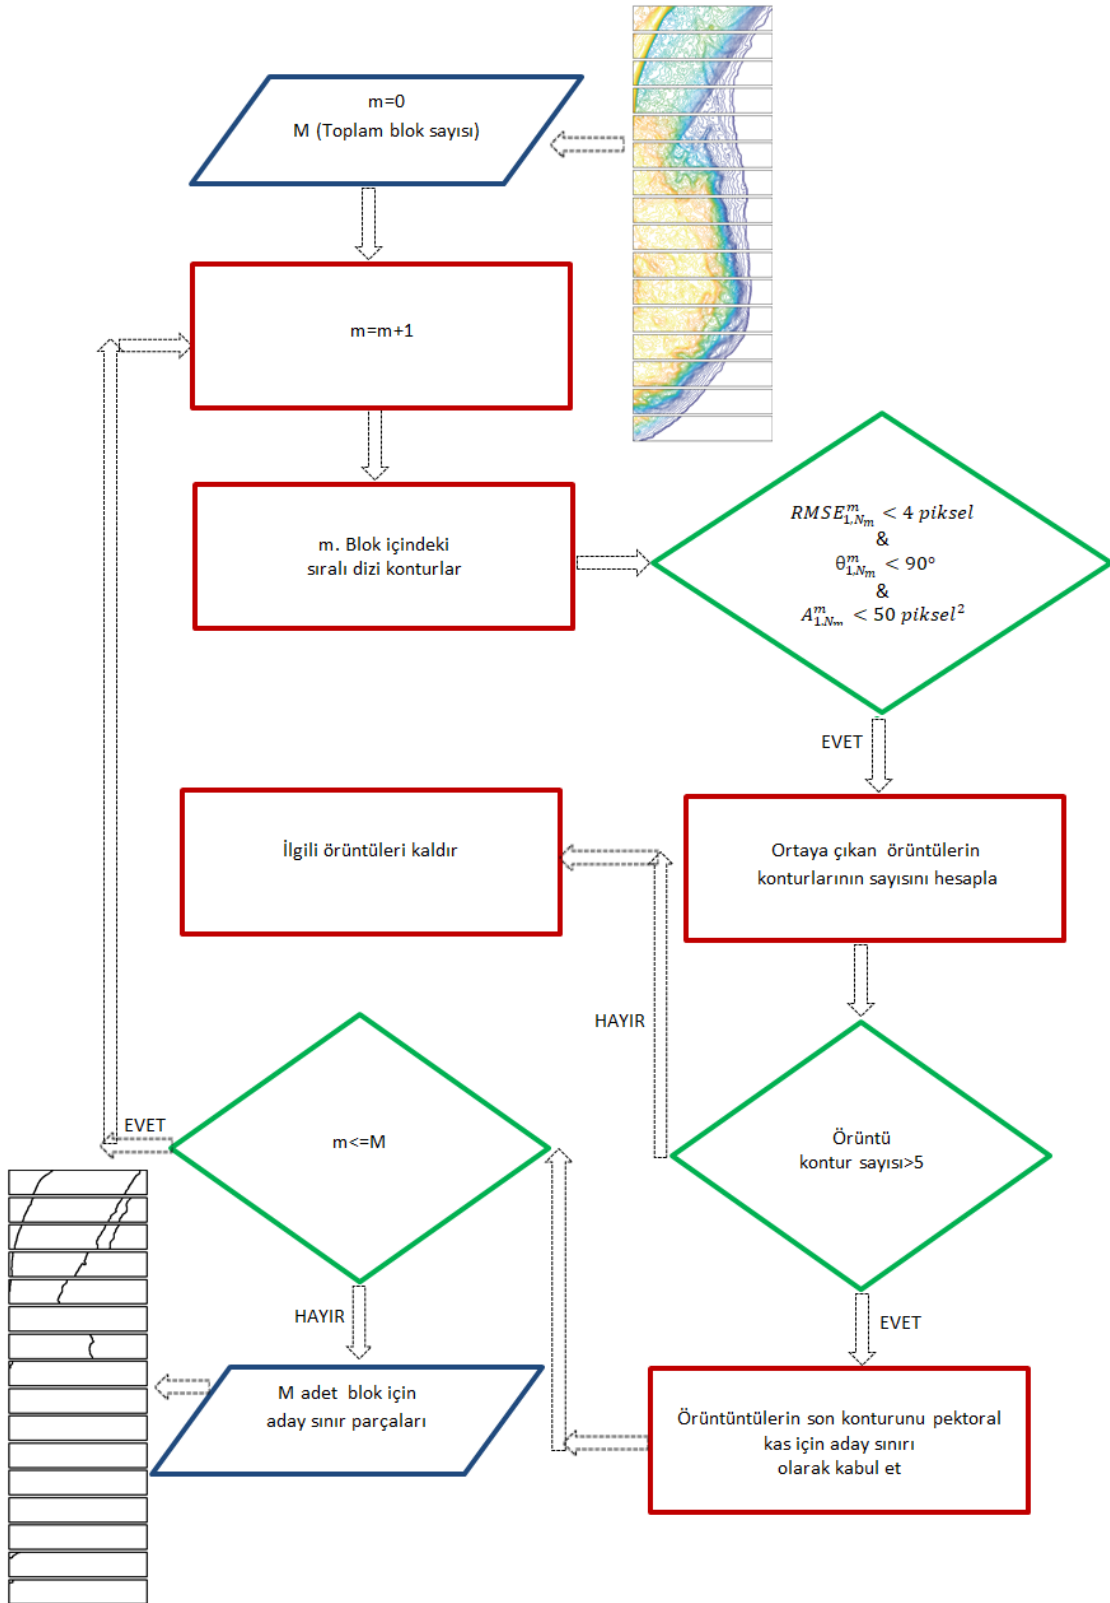 m=0
M (Toplam blok sayısı)
m=m+1
m. Blok içindeki
sıralı dizi konturlar
RMSE^m_{1,N_m} < 4 piksel
&
θ^m_{1,N_m} < 90°
&
A^m_{1,N_m} < 50 piksel²
EVET
Ortaya çıkan örüntülerin
konturlarının sayısını hesapla
İlgili örüntüleri kaldır
HAYIR
Örüntü
kontur sayısı>5
EVET
m<=M
EVET
HAYIR
Örüntüntülerin son konturunu pektoral
kas için aday sınırı
olarak kabul et
M adet blok için
aday sınır parçaları